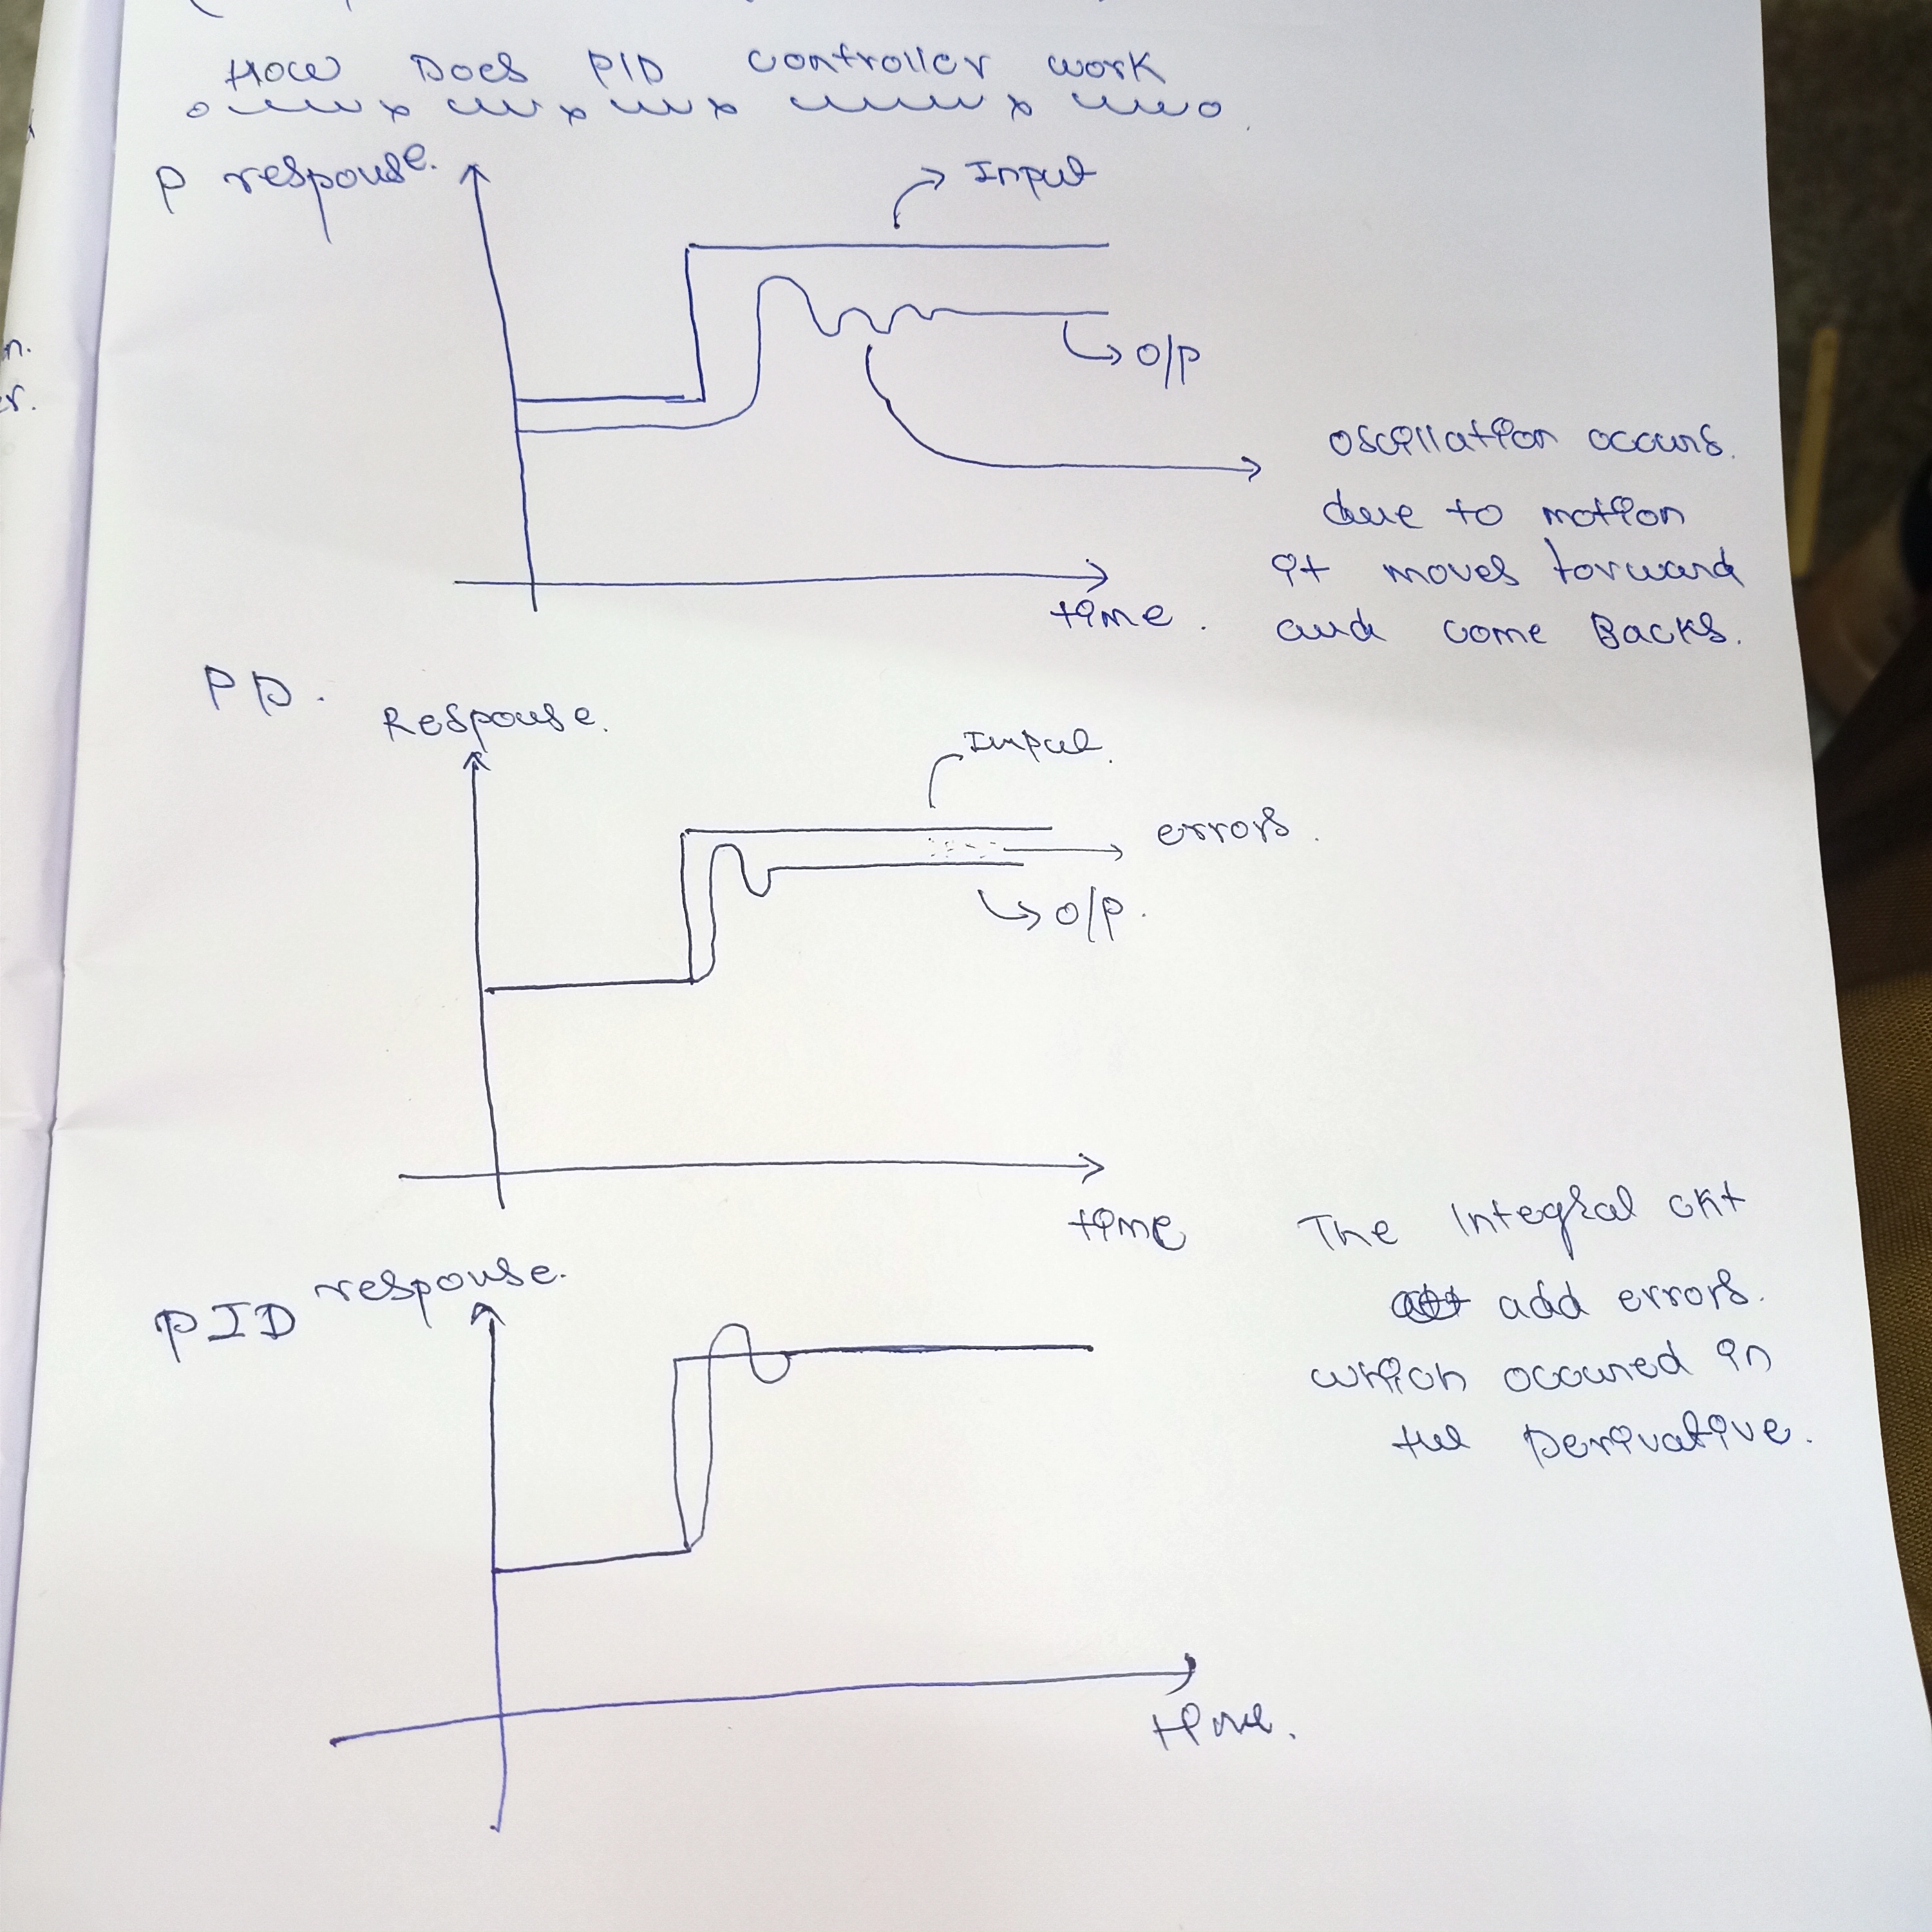 How Does PID controller work
P response.
Input
O/P
oscillation occurs.
due to motion
it moves forward
and come Backs.
time.
PD.
Response.
Input.
errors.
O/P.
time
The Integral ckt
add errors.
which occured in
the Derivative.
PID response.
time.
n.
er.